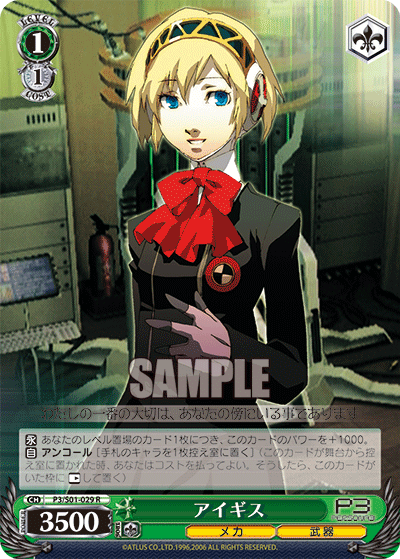 LEVEL
1
1
COST
SAMPLE
わたしの一番の大切は、あなたの傍にいる事であります
永 あなたのレベル置場のカード1枚につき、このカードのパワーを+1000。
自 アンコール [手札のキャラを1枚控え室に置く] (このカードが舞台から
控え室に置かれた時、あなたはコストを払ってよい。そうしたら、このカードが
いた枠にレストして置く)
CH P3/S01-029 R
アイギス
P3
3500
メカ 武器
©ATLUS CO.,LTD.1996,2006 ALL RIGHTS RESERVED.